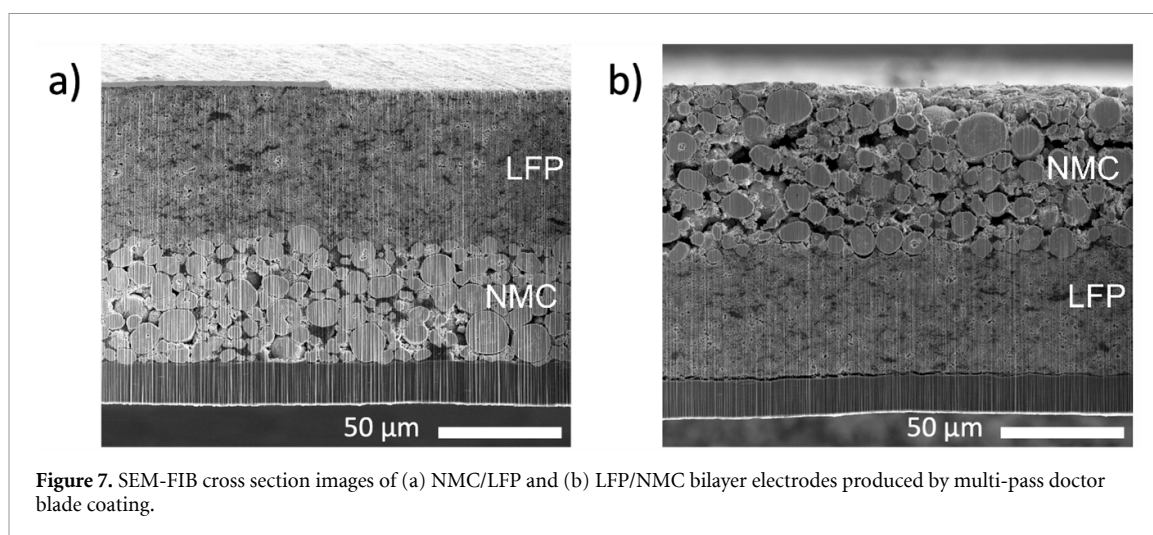 a)
LFP
NMC
50 µm
b)
NMC
LFP
50 µm
Figure 7. SEM-FIB cross section images of (a) NMC/LFP and (b) LFP/NMC bilayer electrodes produced by multi-pass doctor
blade coating.